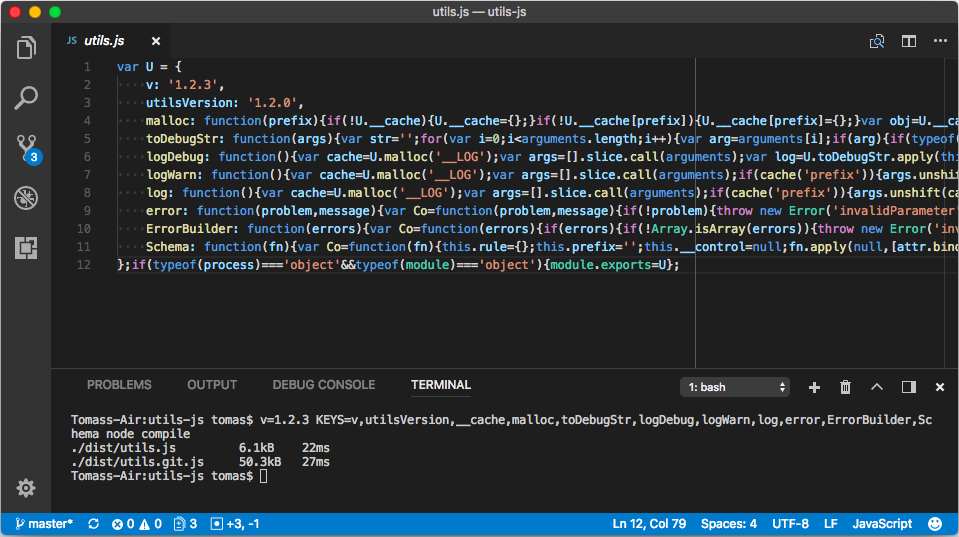 utils.js — utils-js
JS utils.js ×
1 var U = {
2 ····v: '1.2.3',
3 ····utilsVersion: '1.2.0',
4 ····malloc: function(prefix){if(!U.__cache){U.__cache={};}if(!U.__cache[prefix]){U.__cache[prefix]={};}var obj=U.__ca
5 ····toDebugStr: function(args){var str='';for(var i=0;i<arguments.length;i++){var arg=arguments[i];if(arg){if(typeof(
6 ····logDebug: function(){var cache=U.malloc('__LOG');var args=[].slice.call(arguments);var log=U.toDebugStr.apply(thi
7 ····logWarn: function(){var cache=U.malloc('__LOG');var args=[].slice.call(arguments);if(cache('prefix')){args.unshif
8 ····log: function(){var cache=U.malloc('__LOG');var args=[].slice.call(arguments);if(cache('prefix')){args.unshift(ca
9 ····error: function(problem,message){var Co=function(problem,message){if(!problem){throw new Error('invalidParameter'
10 ····ErrorBuilder: function(errors){var Co=function(errors){if(errors){if(!Array.isArray(errors)){throw new Error('inv
11 ····Schema: function(fn){var Co=function(fn){this.rule={};this.prefix='';this.__control=null;fn.apply(null,[attr.bind
12 };if(typeof(process)==='object'&&typeof(module)==='object'){module.exports=U};
3
PROBLEMS OUTPUT DEBUG CONSOLE TERMINAL 1: bash
Tomass-Air:utils-js tomas$ v=1.2.3 KEYS=v,utilsVersion,__cache,malloc,toDebugStr,logDebug,logWarn,log,error,ErrorBuilder,Sc
hema node compile
./dist/utils.js 6.1kB 22ms
./dist/utils.git.js 50.3kB 27ms
Tomass-Air:utils-js tomas$
master* 0 0 3 +3, -1 Ln 12, Col 79 Spaces: 4 UTF-8 LF JavaScript